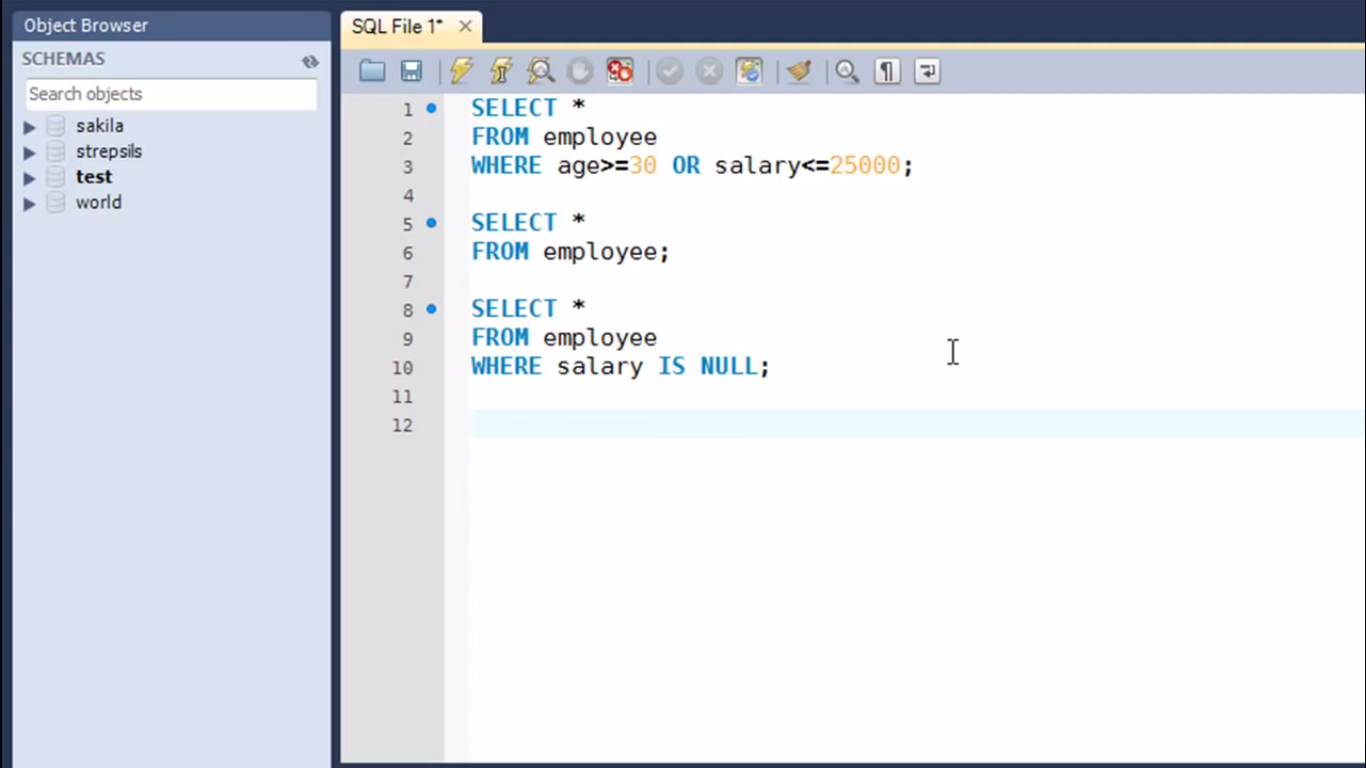 Object Browser
SCHEMAS
Search objects
sakila
strepsils
test
world
SQL File 1*
1 SELECT *
2 FROM employee
3 WHERE age>=30 OR salary<=25000;
4
5 SELECT *
6 FROM employee;
7
8 SELECT *
9 FROM employee
10 WHERE salary IS NULL;
11
12